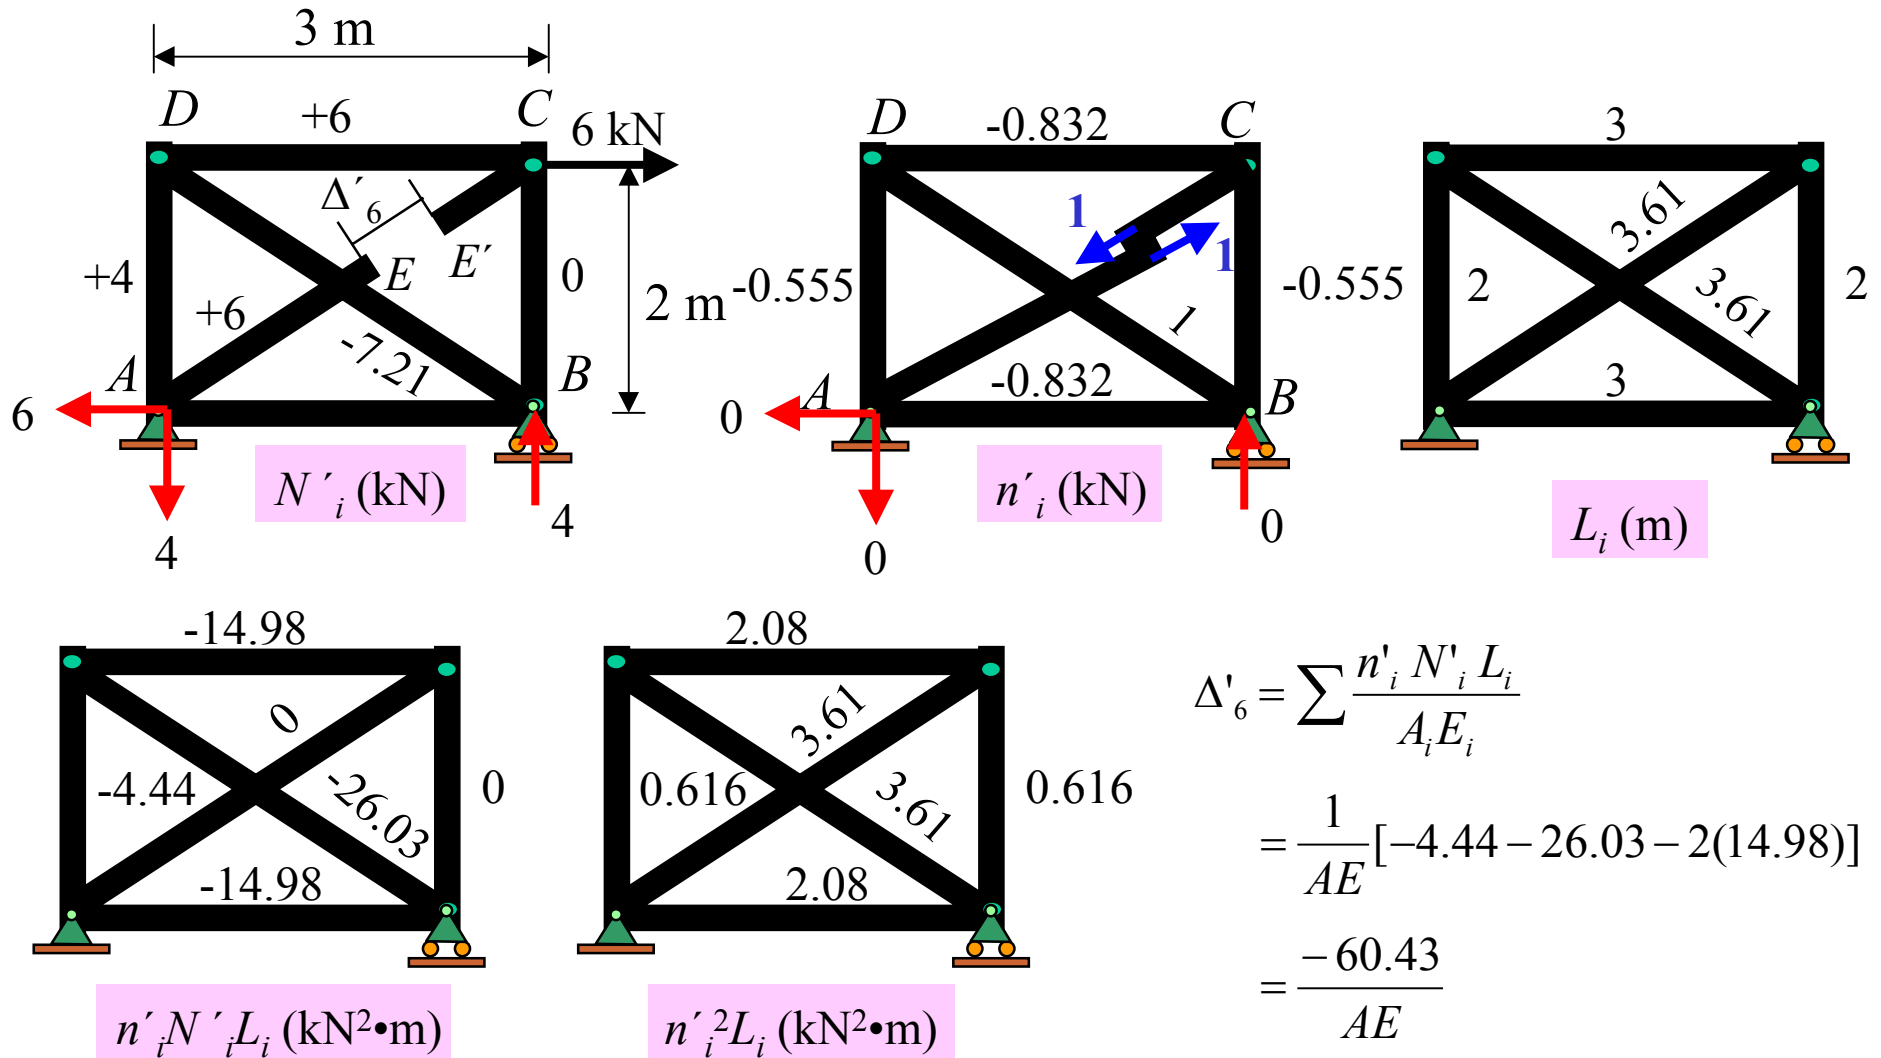 3 m
D
+6
C
6 kN
Δ´6
E
E´
+4
+6
-7.21
0
2 m
A
B
6
4
4
N´i (kN)
D
-0.832
C
1
1
-0.555
-0.555
1
-0.832
A
B
0
0
0
n´i (kN)
3
3.61
2
3.61
2
3
Li (m)
-14.98
0
-4.44
-26.03
0
-14.98
n´iN´iLi (kN²•m)
2.08
3.61
0.616
3.61
0.616
2.08
n´i²Li (kN²•m)
Δ'6 = ∑ n'i N'i Li / AiEi
= 1/AE [−4.44 − 26.03 − 2(14.98)]
= −60.43 / AE